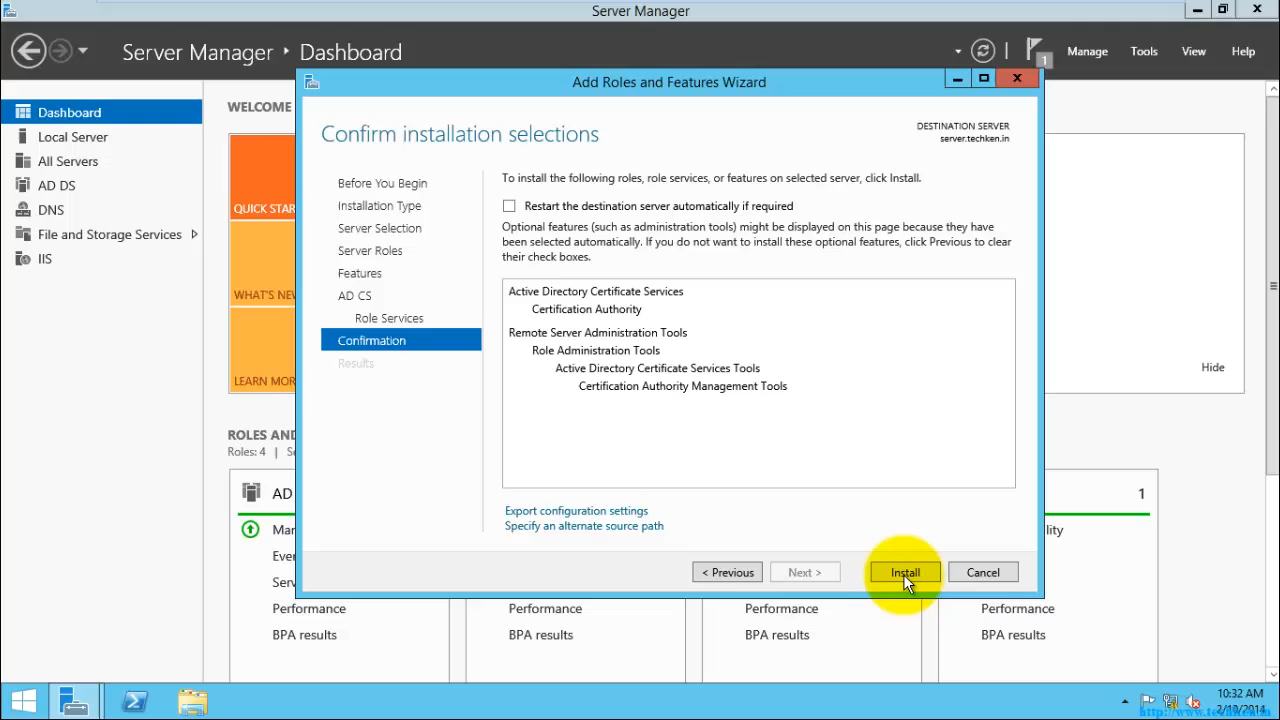 Server Manager
Server Manager • Dashboard
1
Manage
Tools
View
Help
Dashboard
Local Server
All Servers
AD DS
DNS
File and Storage Services
IIS
WELCOME
QUICK STAR
WHAT'S NEW
LEARN MOR
Hide
ROLES AND
Roles: 4 | Se
AD
1
Mar
Eve
Ser
Performance
BPA results
Performance
BPA results
Performance
BPA results
ility
Performance
BPA results
Add Roles and Features Wizard
Confirm installation selections
DESTINATION SERVER
server.techken.in
Before You Begin
Installation Type
Server Selection
Server Roles
Features
AD CS
Role Services
Confirmation
Results
To install the following roles, role services, or features on selected server, click Install.
Restart the destination server automatically if required
Optional features (such as administration tools) might be displayed on this page because they have
been selected automatically. If you do not want to install these optional features, click Previous to clear
their check boxes.
Active Directory Certificate Services
Certification Authority
Remote Server Administration Tools
Role Administration Tools
Active Directory Certificate Services Tools
Certification Authority Management Tools
Export configuration settings
Specify an alternate source path
< Previous
Next >
Install
Cancel
10:32 AM